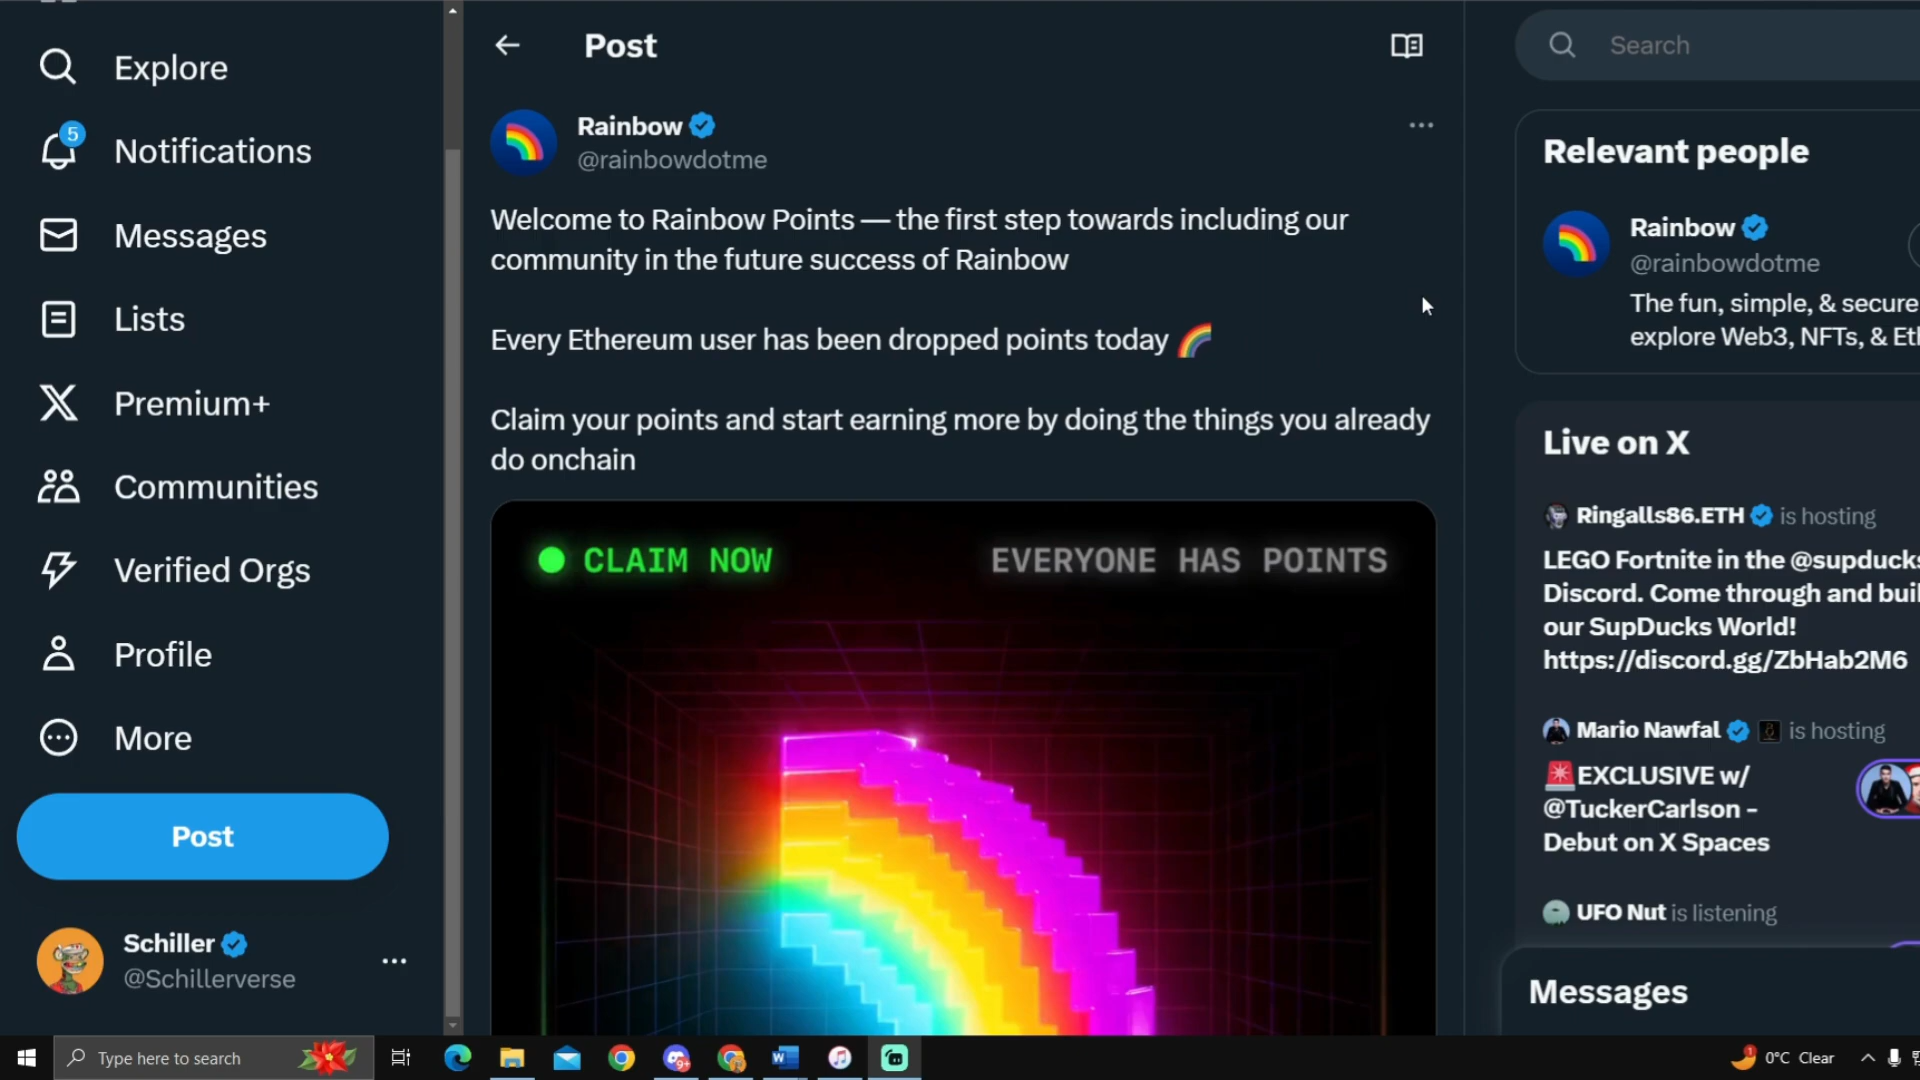 Explore
5
Notifications
Messages
Lists
Premium+
Communities
Verified Orgs
Profile
More
Post
Schiller
@Schillerverse
Post
Rainbow
@rainbowdotme
Welcome to Rainbow Points — the first step towards including our
community in the future success of Rainbow
Every Ethereum user has been dropped points today
Claim your points and start earning more by doing the things you already
do onchain
CLAIM NOW
EVERYONE HAS POINTS
Search
Relevant people
Rainbow
@rainbowdotme
The fun, simple, & secure
explore Web3, NFTs, & Et
Live on X
Ringalls86.ETH is hosting
LEGO Fortnite in the @supducks
Discord. Come through and buil
our SupDucks World!
https://discord.gg/ZbHab2M6
Mario Nawfal is hosting
EXCLUSIVE w/
@TuckerCarlson -
Debut on X Spaces
UFO Nut is listening
Messages
Type here to search
9+
1
0°C Clear